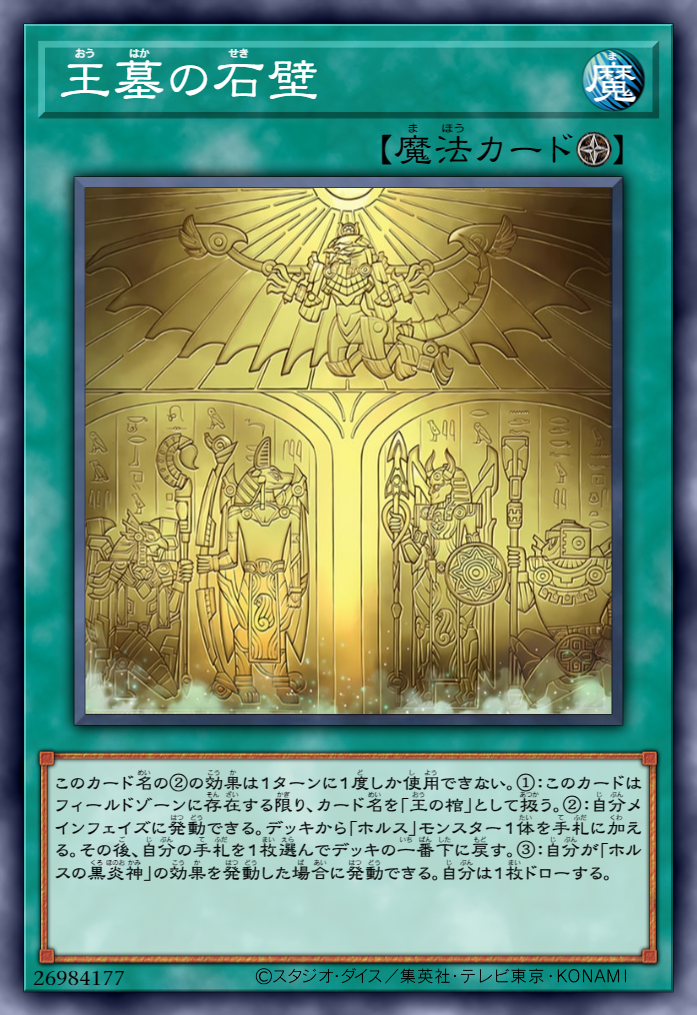 王墓の石壁
魔
【魔法カード】
このカード名の②の効果は1ターンに1度しか使用できない。①:このカードは
フィールドゾーンに存在する限り、カード名を「王の棺」として扱う。②:自分メ
インフェイズに発動できる。デッキから「ホルス」モンスター1体を手札に加え
る。その後、自分の手札を1枚選んでデッキの一番下に戻す。③:自分が「ホル
スの黒炎神」の効果を発動した場合に発動できる。自分は1枚ドローする。
26984177
©スタジオ・ダイス/集英社・テレビ東京・KONAMI